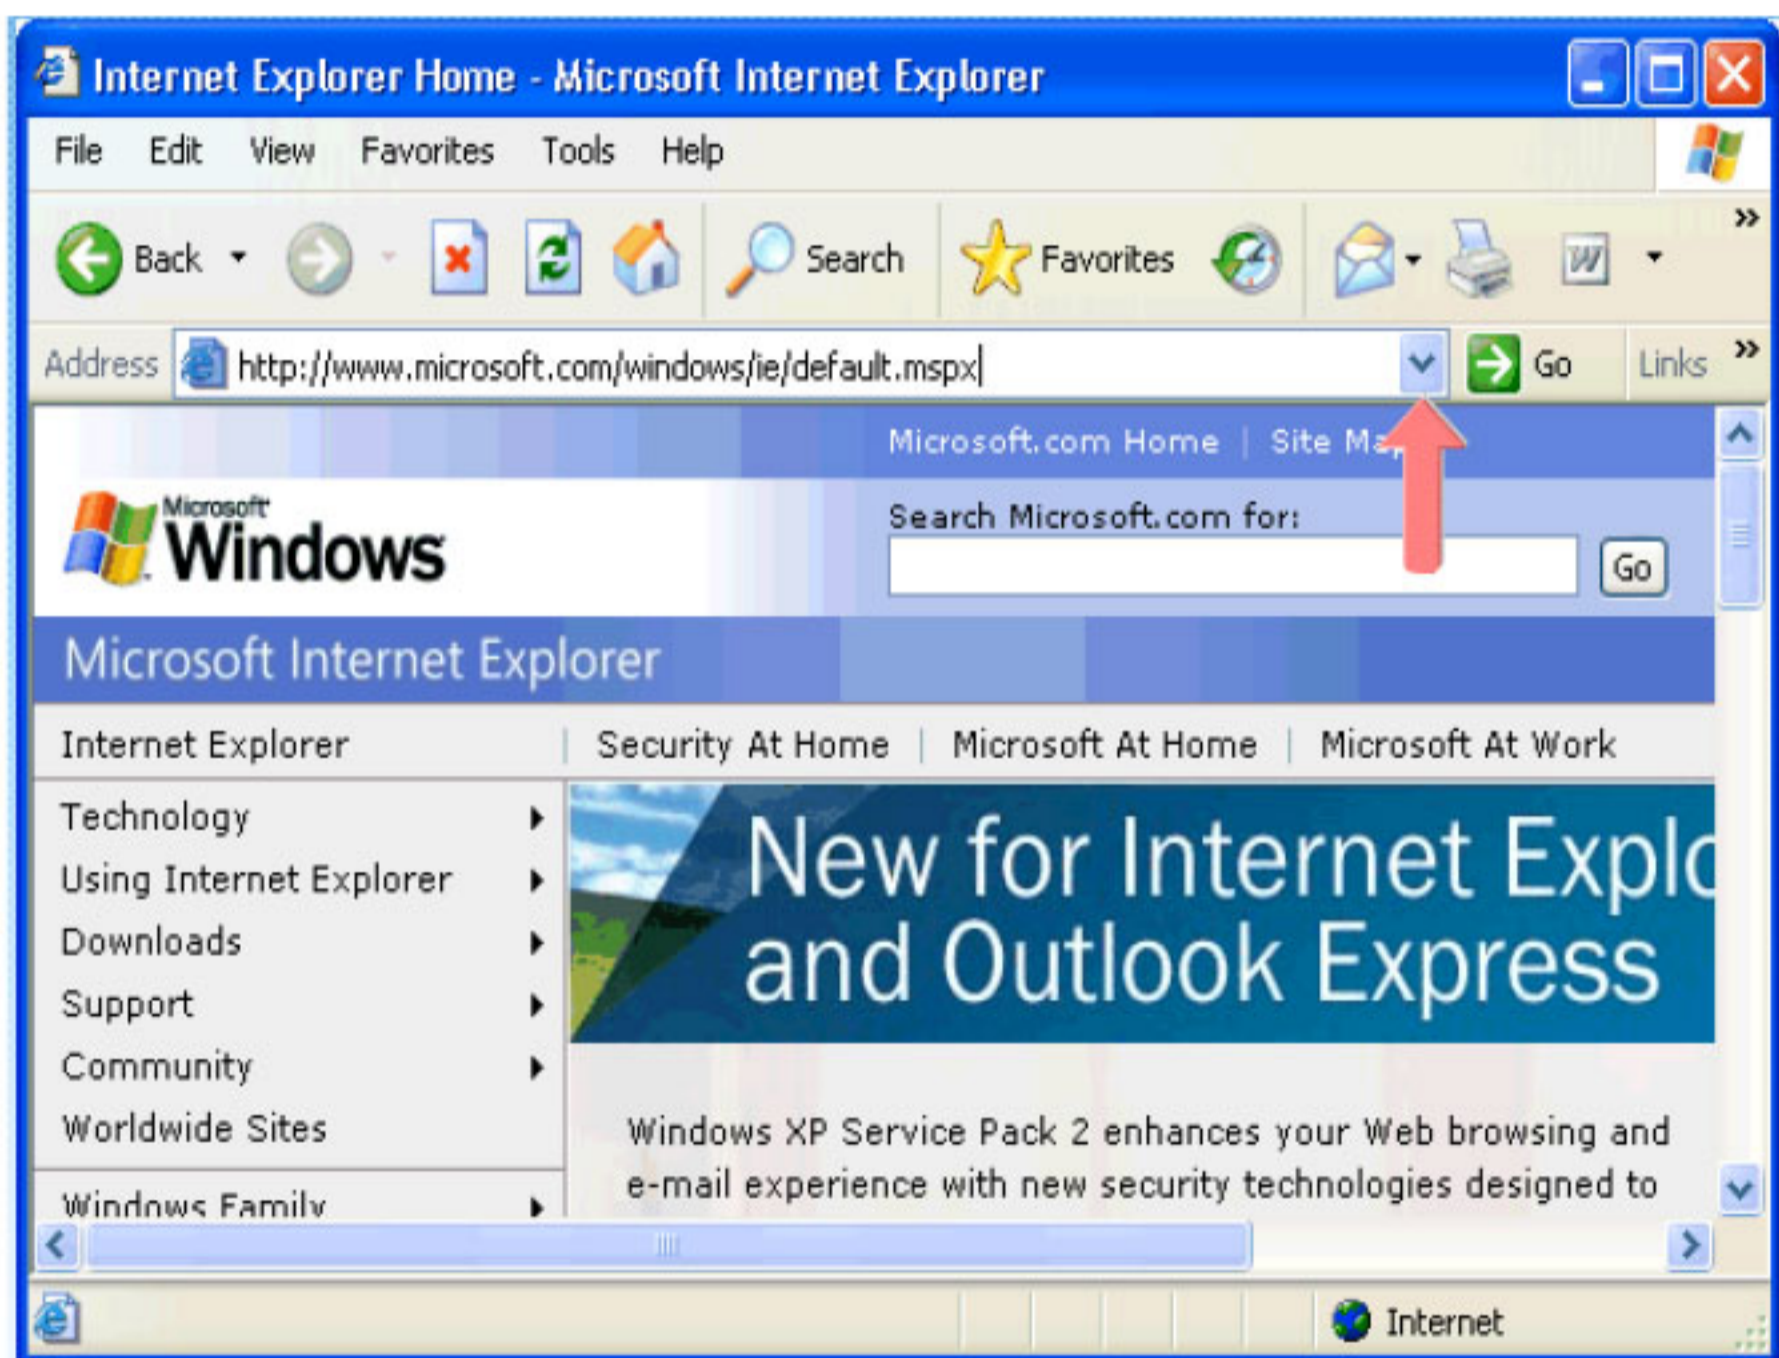 Internet Explorer Home - Microsoft Internet Explorer
File Edit View Favorites Tools Help
Back Search Favorites W »
Address http://www.microsoft.com/windows/ie/default.mspx Go Links »
Microsoft.com Home | Site Map
Microsoft
Windows
Search Microsoft.com for:
Go
Microsoft Internet Explorer
Internet Explorer | Security At Home | Microsoft At Home | Microsoft At Work
Technology
Using Internet Explorer
Downloads
Support
Community
Worldwide Sites
Windows Family
New for Internet Explo
and Outlook Express
Windows XP Service Pack 2 enhances your Web browsing and
e-mail experience with new security technologies designed to
Internet